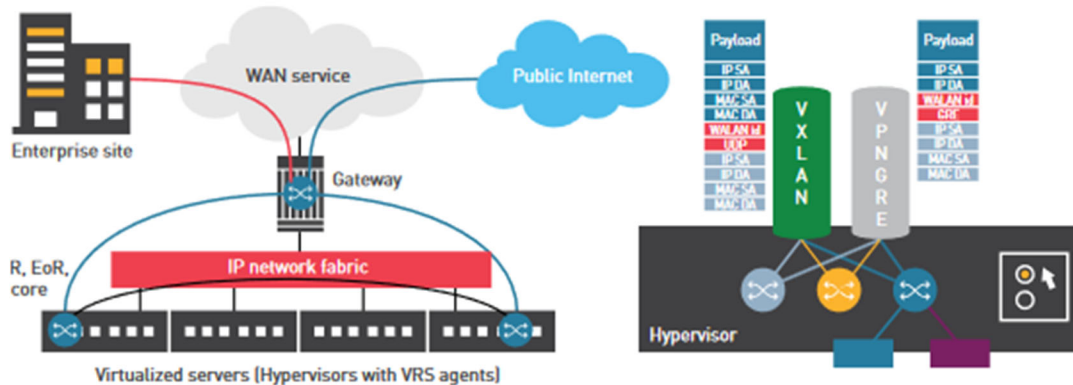 WAN service
Public Internet
Enterprise site
Gateway
R, EoR,
core
IP network fabric
Virtualized servers (Hypervisors with VRS agents)
Payload
IP SA
IP DA
MAC SA
MAC DA
WALAN id
UDP
IP SA
IP DA
MAC SA
MAC DA
VXLAN
VPNGRE
Payload
IP SA
IP DA
WALAN id
GRE
IP SA
IP DA
MAC SA
MAC DA
Hypervisor